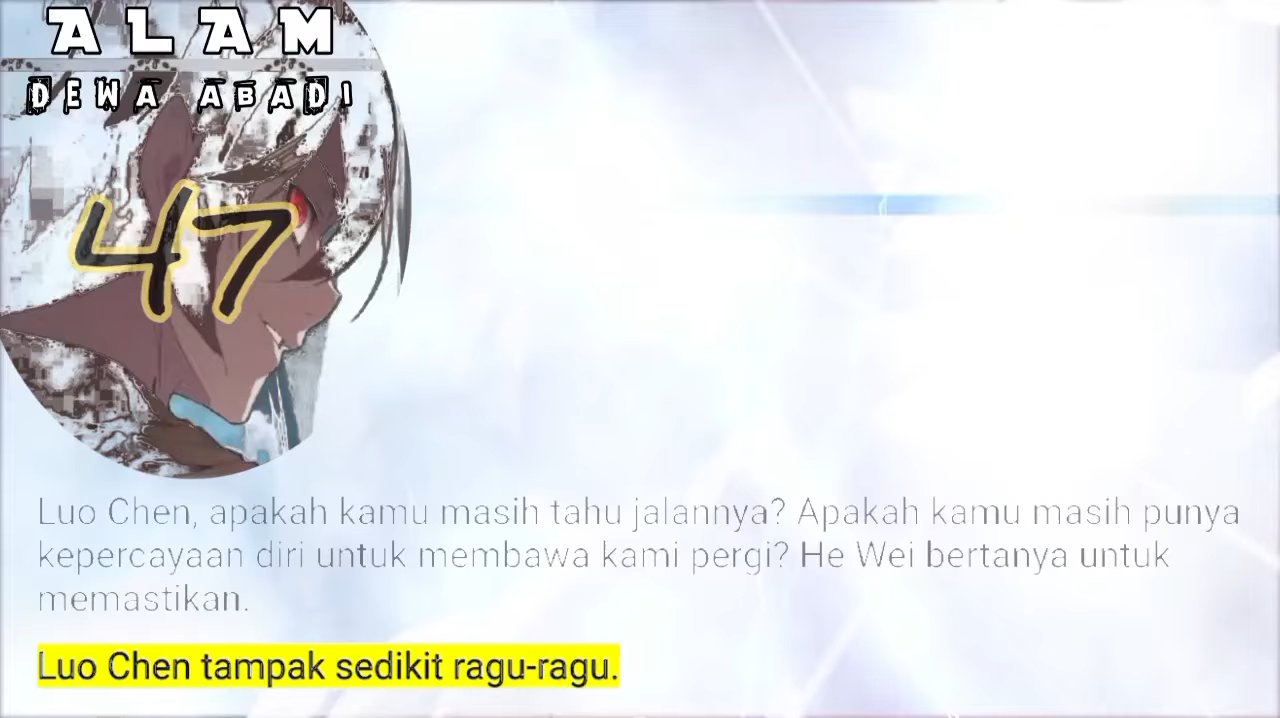 ALAM
DEWA ABADI
47
Luo Chen, apakah kamu masih tahu jalannya? Apakah kamu masih punya
kepercayaan diri untuk membawa kami pergi? He Wei bertanya untuk
memastikan.
Luo Chen tampak sedikit ragu-ragu.